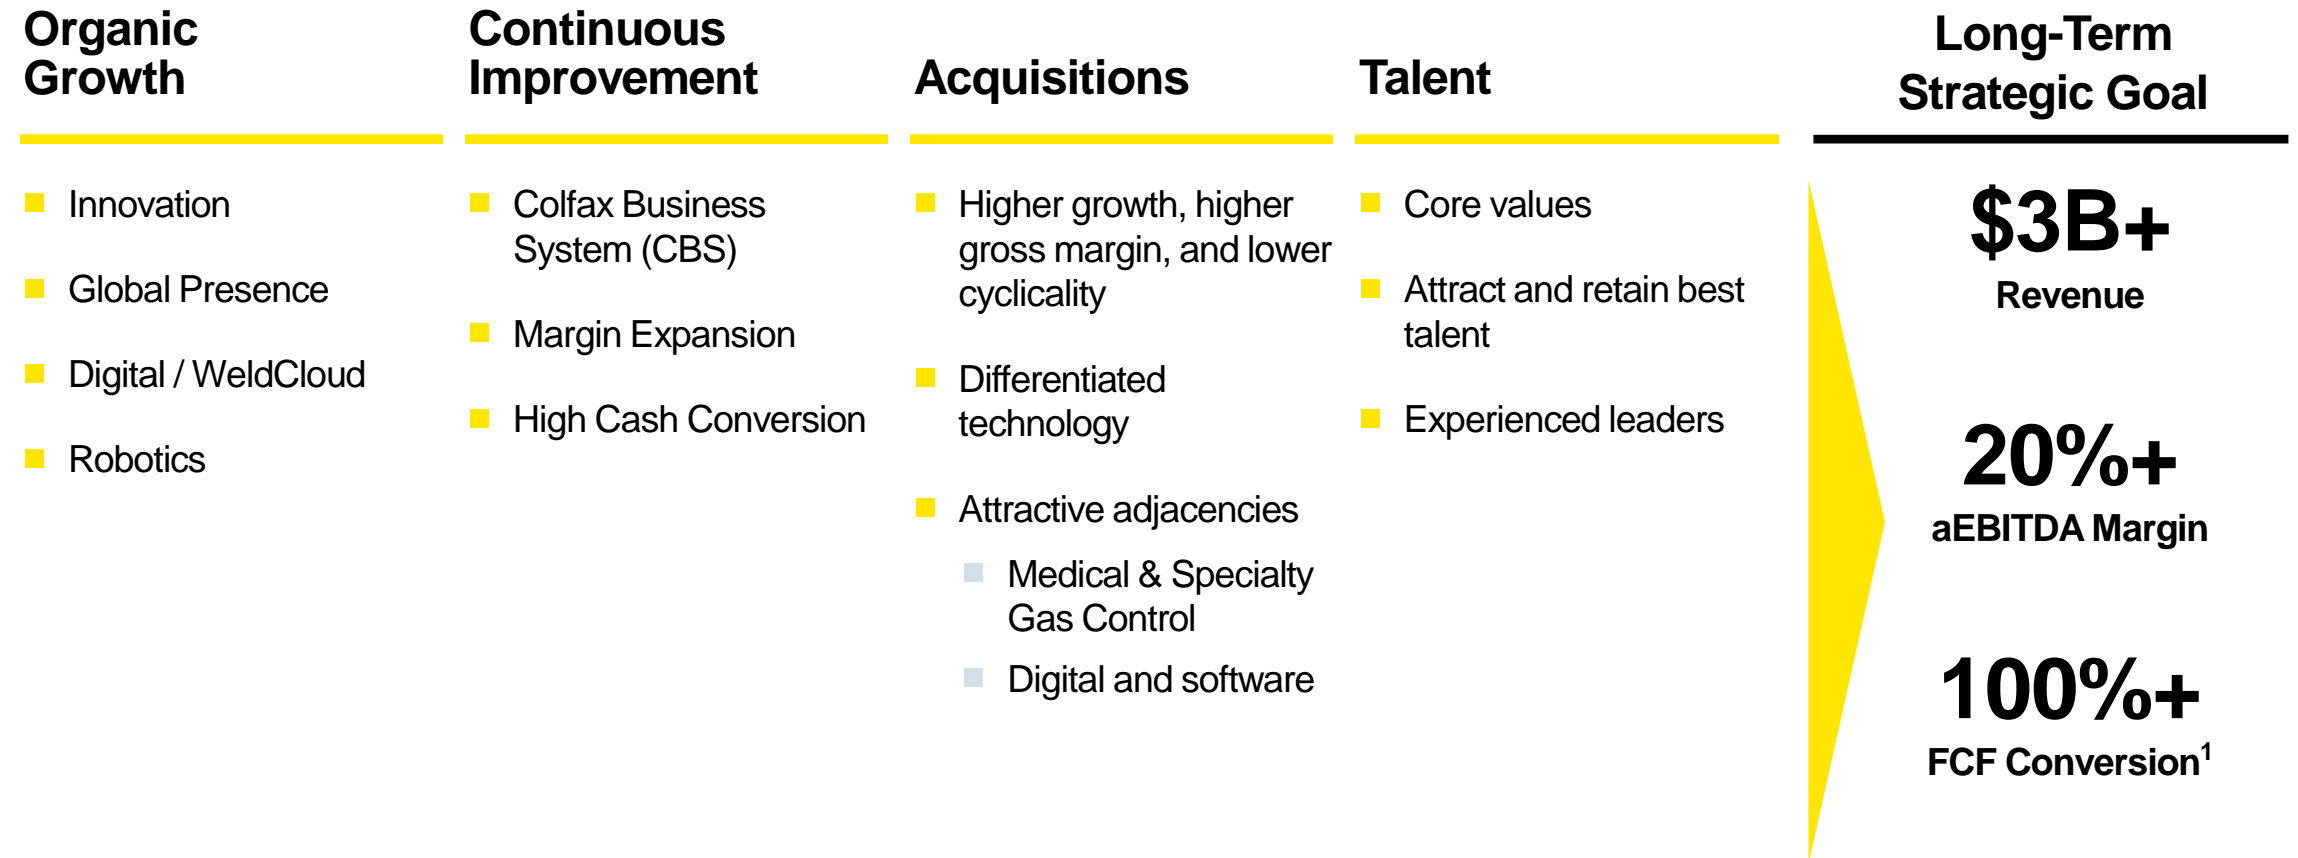 Organic
Growth
Innovation
Global Presence
Digital / WeldCloud
Robotics
Continuous
Improvement
Colfax Business
System (CBS)
Margin Expansion
High Cash Conversion
Acquisitions
Higher growth, higher
gross margin, and lower
cyclicality
Differentiated
technology
Attractive adjacencies
Medical & Specialty
Gas Control
Digital and software
Talent
Core values
Attract and retain best
talent
Experienced leaders
Long-Term
Strategic Goal
$3B+
Revenue
20%+
aEBITDA Margin
100%+
FCF Conversion¹